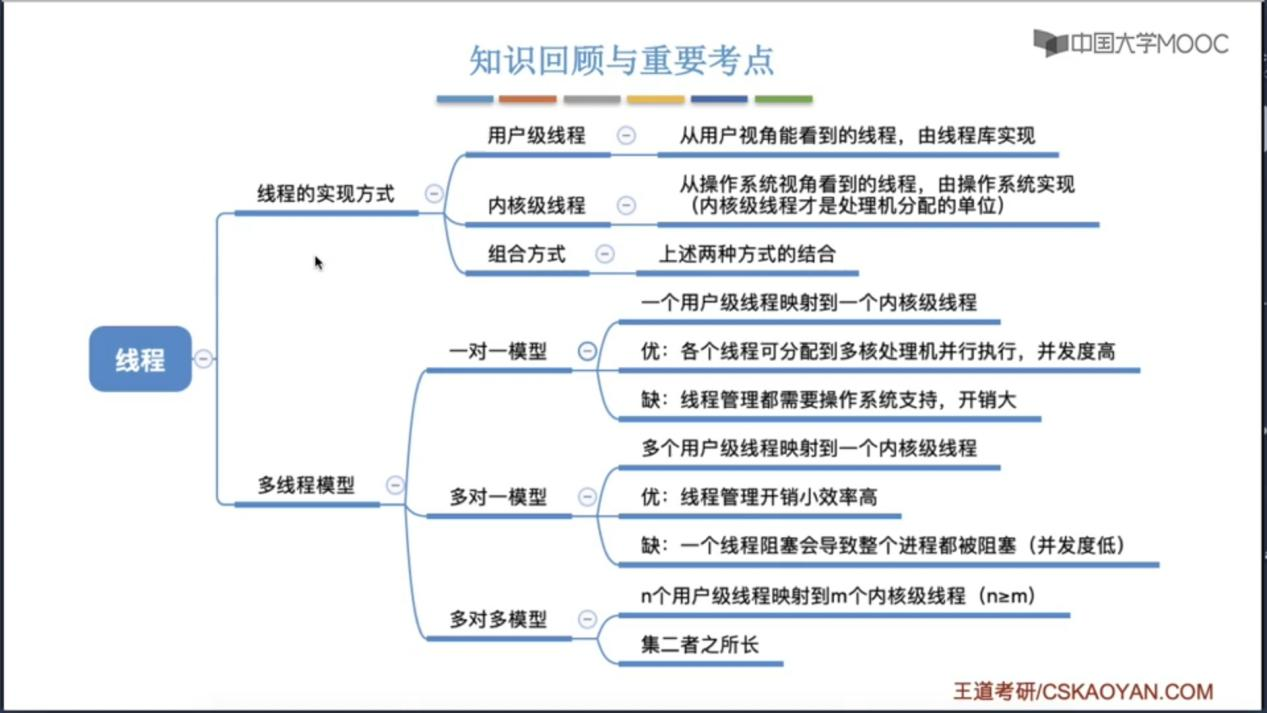 知识回顾与重要考点
中国大学MOOC
线程
线程的实现方式
用户级线程
从用户视角能看到的线程，由线程库实现
内核级线程
从操作系统视角看到的线程，由操作系统实现
（内核级线程才是处理机分配的单位）
组合方式
上述两种方式的结合
多线程模型
一对一模型
一个用户级线程映射到一个内核级线程
优：各个线程可分配到多核处理机并行执行，并发度高
缺：线程管理都需要操作系统支持，开销大
多对一模型
多个用户级线程映射到一个内核级线程
优：线程管理开销小效率高
缺：一个线程阻塞会导致整个进程都被阻塞（并发度低）
多对多模型
n个用户级线程映射到m个内核级线程（n≥m）
集二者之所长
王道考研/CSKAOYAN.COM